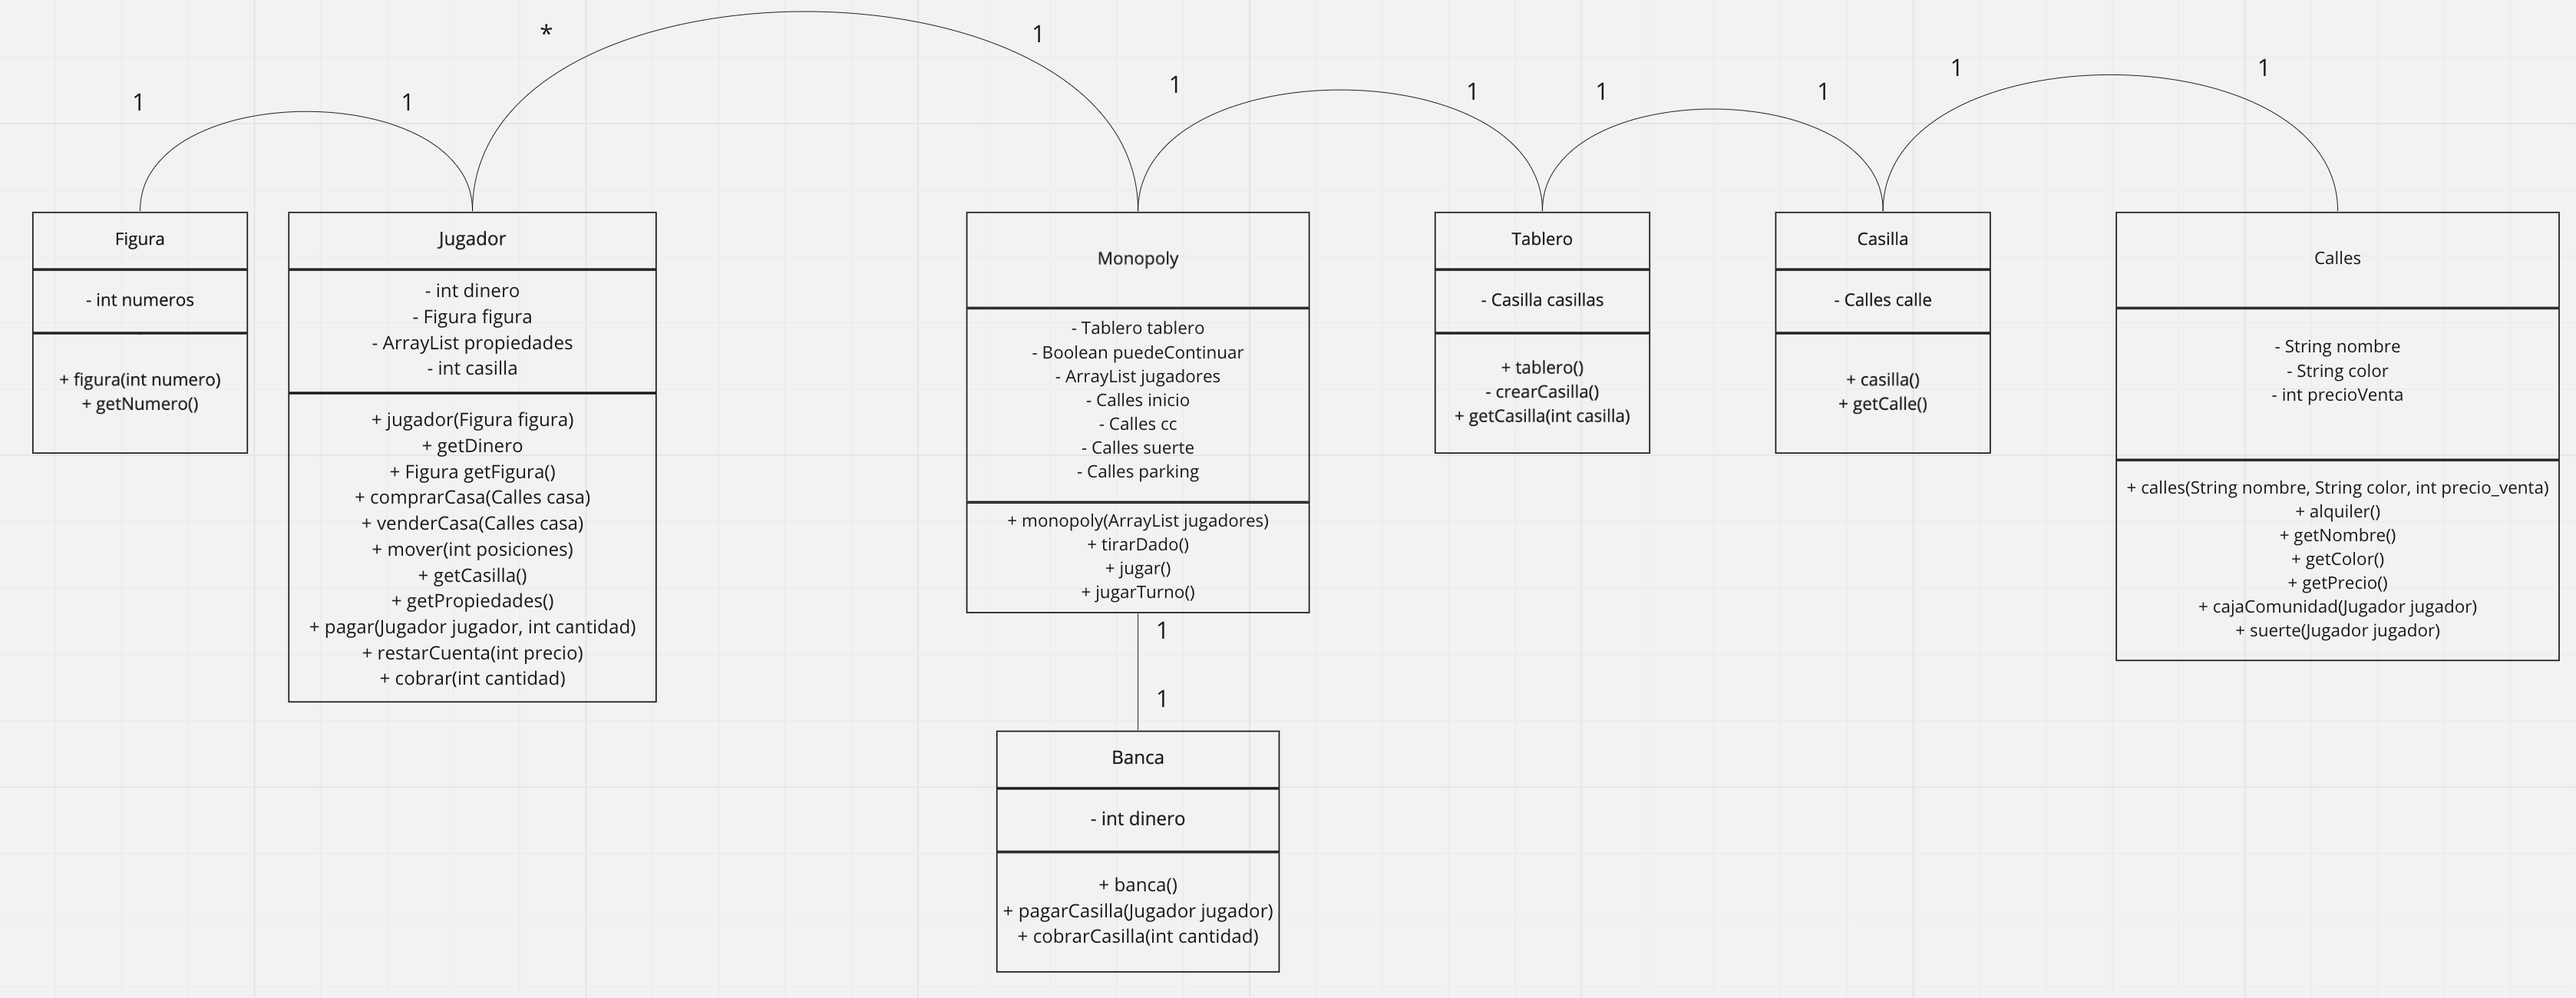 *
1
1
1
1
1
1
1
1
1
Figura
- int numeros
+ figura(int numero)
+ getNumero()
Jugador
- int dinero
- Figura figura
- ArrayList propiedades
- int casilla
+ jugador(Figura figura)
+ getDinero
+ Figura getFigura()
+ comprarCasa(Calles casa)
+ venderCasa(Calles casa)
+ mover(int posiciones)
+ getCasilla()
+ getPropiedades()
+ pagar(Jugador jugador, int cantidad)
+ restarCuenta(int precio)
+ cobrar(int cantidad)
Monopoly
- Tablero tablero
- Boolean puedeContinuar
- ArrayList jugadores
- Calles inicio
- Calles cc
- Calles suerte
- Calles parking
+ monopoly(ArrayList jugadores)
+ tirarDado()
+ jugar()
+ jugarTurno()
1
1
Banca
- int dinero
+ banca()
+ pagarCasilla(Jugador jugador)
+ cobrarCasilla(int cantidad)
Tablero
- Casilla casillas
+ tablero()
- crearCasilla()
+ getCasilla(int casilla)
Casilla
- Calles calle
+ casilla()
+ getCalle()
Calles
- String nombre
- String color
- int precioVenta
+ calles(String nombre, String color, int precio_venta)
+ alquiler()
+ getNombre()
+ getColor()
+ getPrecio()
+ cajaComunidad(Jugador jugador)
+ suerte(Jugador jugador)